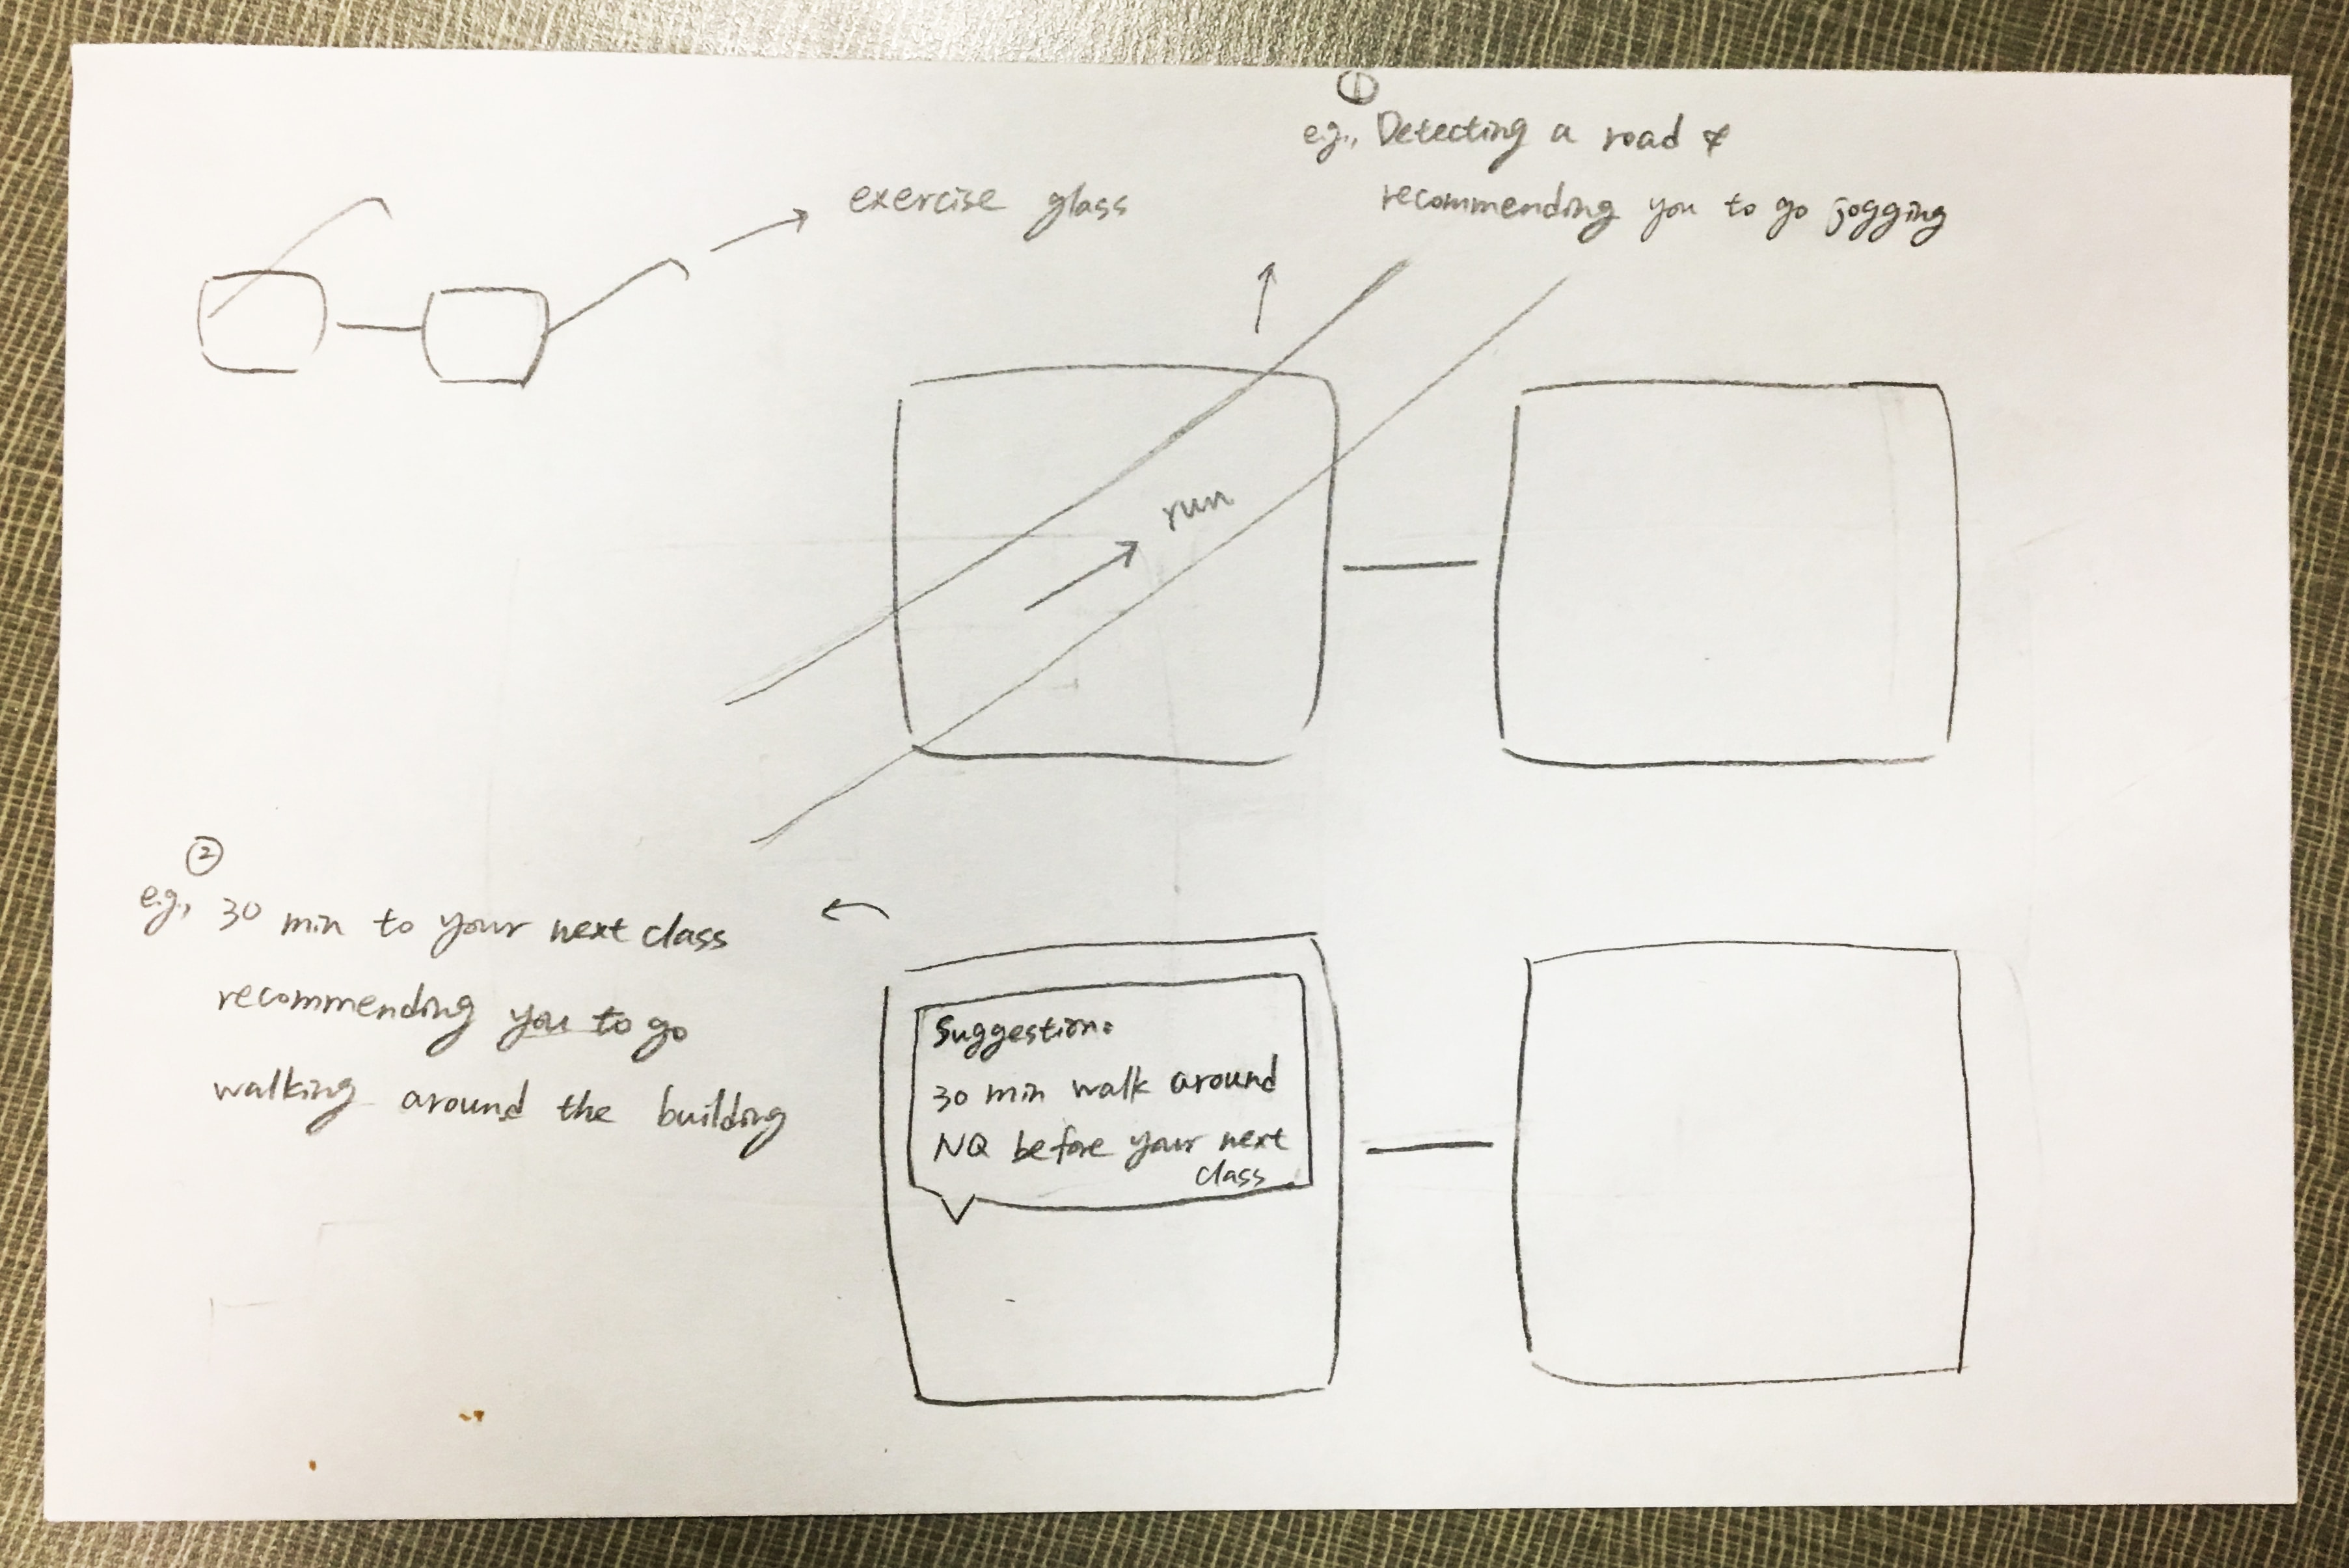 exercise glass
①
e.g., Detecting a road &
recommending you to go jogging
run
②
e.g., 30 min to your next class
recommending you to go
walking around the building
Suggestion:
30 min walk around
NQ before your next
class